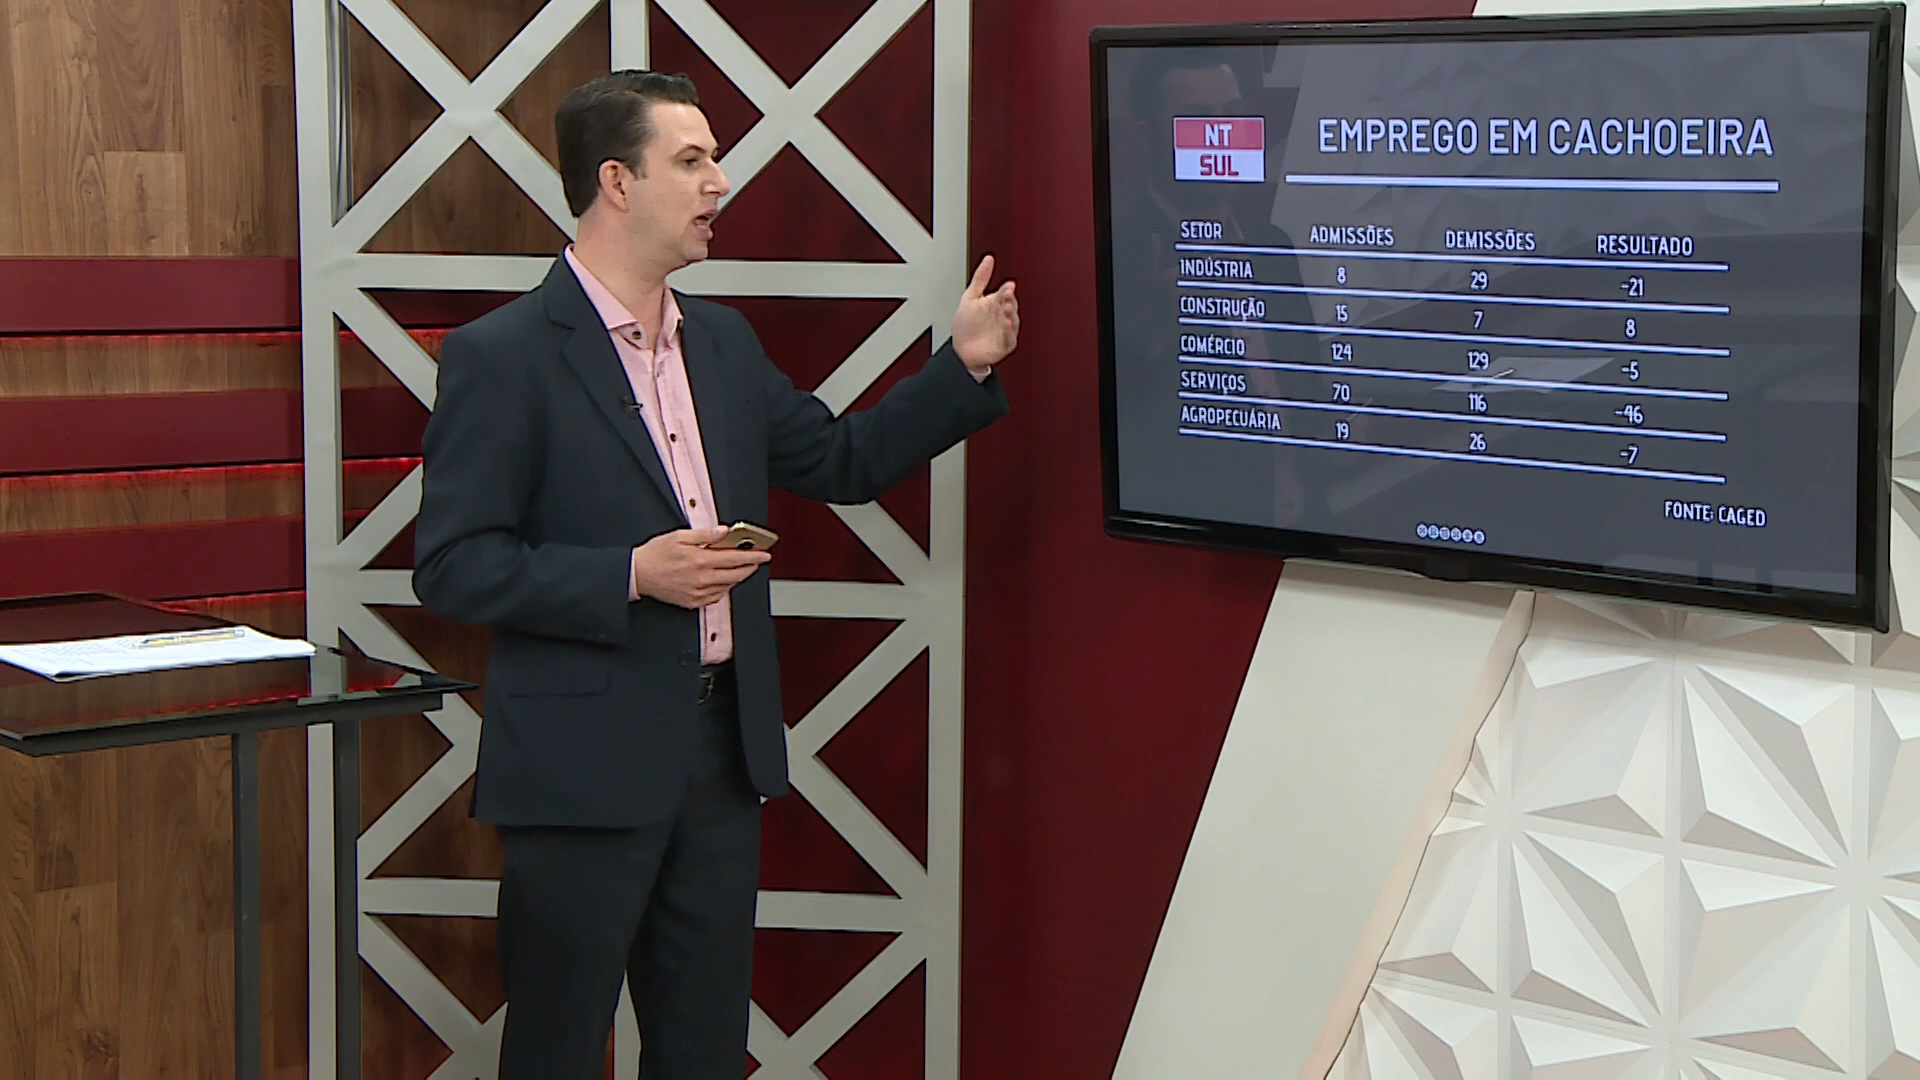 NT
SUL
EMPREGO EM CACHOEIRA
SETOR ADMISSÕES DEMISSÕES RESULTADO
INDÚSTRIA 8 29 -21
CONSTRUÇÃO 15 7 8
COMÉRCIO 124 129 -5
SERVIÇOS 70 116 -46
AGROPECUÁRIA 19 26 -7
FONTE: CAGED